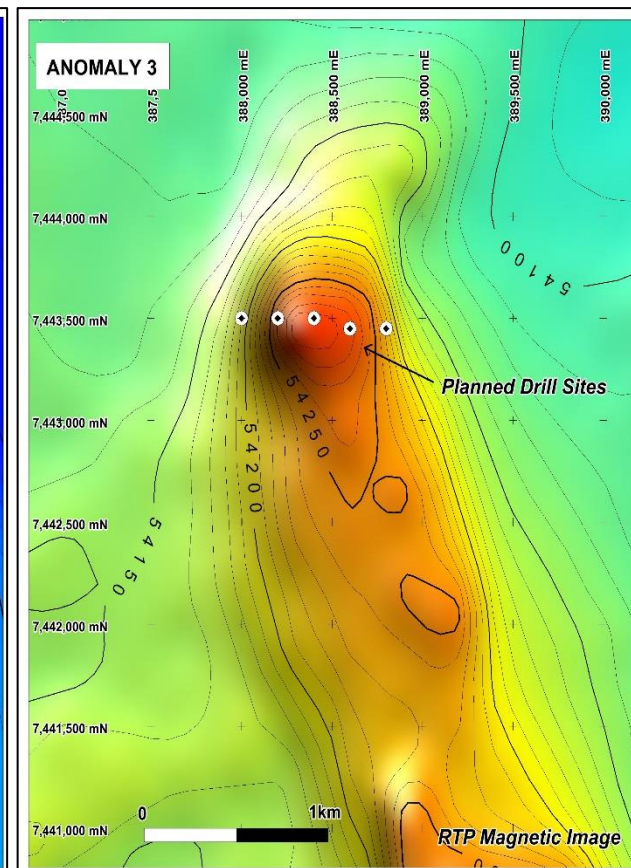 ANOMALY 3
387,500 mE
388,000 mE
388,500 mE
389,000 mE
389,500 mE
390,000 mE
7,444,500 mN
7,444,000 mN
54100
7,443,500 mN
Planned Drill Sites
54250
7,443,000 mN
54200
7,442,500 mN
54150
7,442,000 mN
7,441,500 mN
0
1km
7,441,000 mN
RTP Magnetic Image